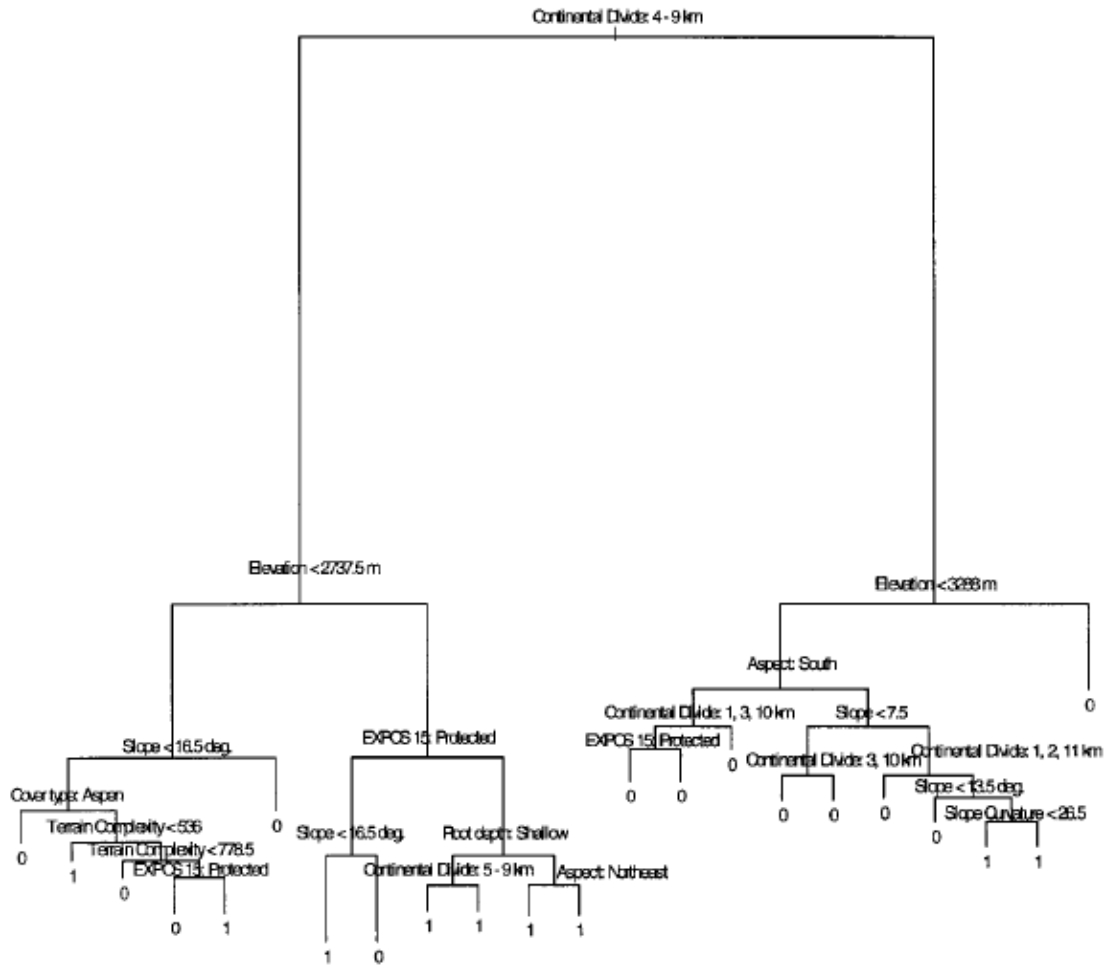 Continental Divide: 4 - 9 km
Elevation < 2737.5 m
Elevation < 3288 m
Aspect: South
0
Continental Divide: 1, 3, 10 km
Slope < 7.5
EXPOS 15: Protected
Slope < 16.5 deg.
EXPOS 15: Protected
0
Continental Divide: 3, 10 km
Continental Divide: 1, 2, 11 km
Cover type: Aspen
0 0
0 0
0
Slope < 13.5 deg.
Terrain Complexity < 536
0
Slope < 16.5 deg.
Root depth: Shallow
0
Slope Curvature < 26.5
0
Terrain Complexity < 778.5
1
EXPOS 15: Protected
Continental Divide: 5 - 9 km
Aspect: Northeast
1 1
0
0 1
1 1
1 1
1 0